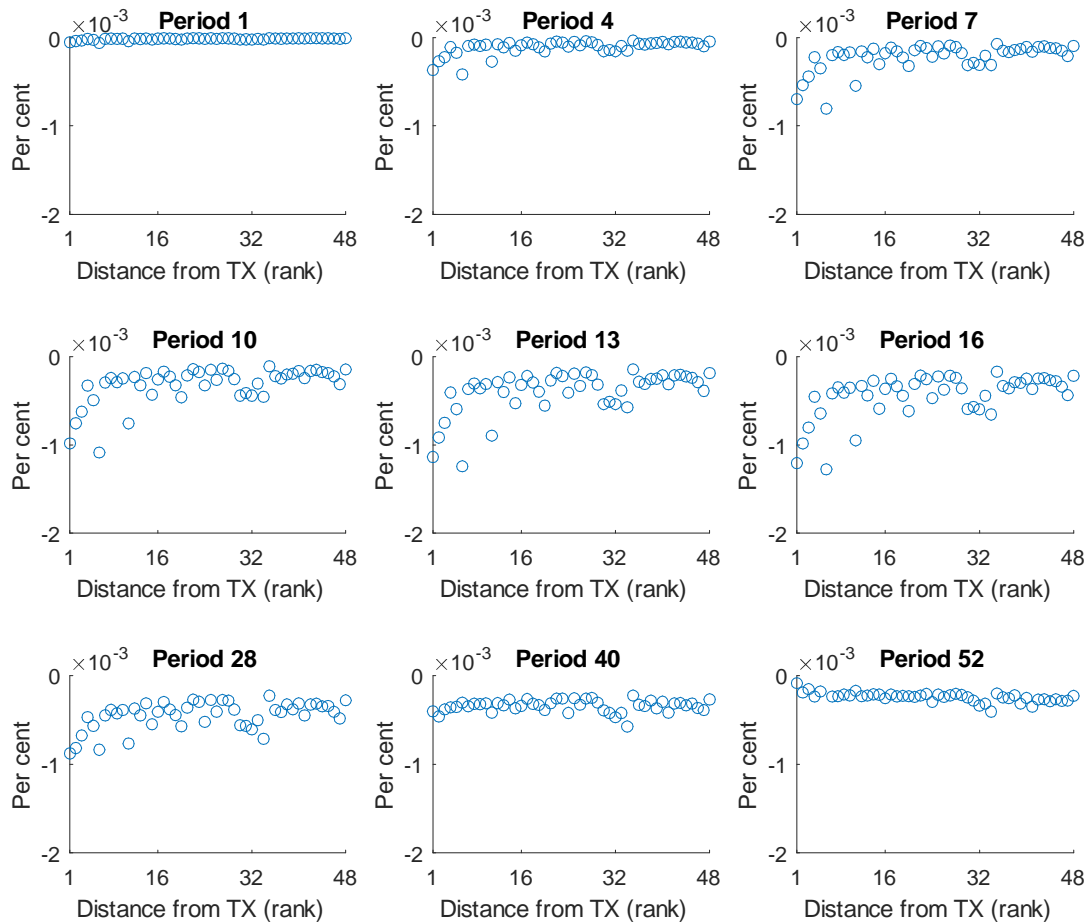 ×10-3 Period 1
0
-1
-2
Per cent
1 16 32 48
Distance from TX (rank)
×10-3 Period 4
0
-1
-2
Per cent
1 16 32 48
Distance from TX (rank)
×10-3 Period 7
0
-1
-2
Per cent
1 16 32 48
Distance from TX (rank)
×10-3 Period 10
0
-1
-2
Per cent
1 16 32 48
Distance from TX (rank)
×10-3 Period 13
0
-1
-2
Per cent
1 16 32 48
Distance from TX (rank)
×10-3 Period 16
0
-1
-2
Per cent
1 16 32 48
Distance from TX (rank)
×10-3 Period 28
0
-1
-2
Per cent
1 16 32 48
Distance from TX (rank)
×10-3 Period 40
0
-1
-2
Per cent
1 16 32 48
Distance from TX (rank)
×10-3 Period 52
0
-1
-2
Per cent
1 16 32 48
Distance from TX (rank)